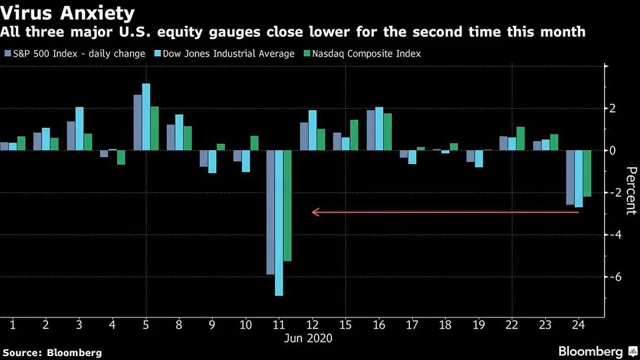 Virus Anxiety
All three major U.S. equity gauges close lower for the second time this month
S&P 500 Index - daily change Dow Jones Industrial Average Nasdaq Composite Index
2
0
-2
-4
-6
Percent
1 2 3 4 5 8 9 10 11 12 15 16 17 18 19 22 23 24
Jun 2020
Source: Bloomberg
Bloomberg